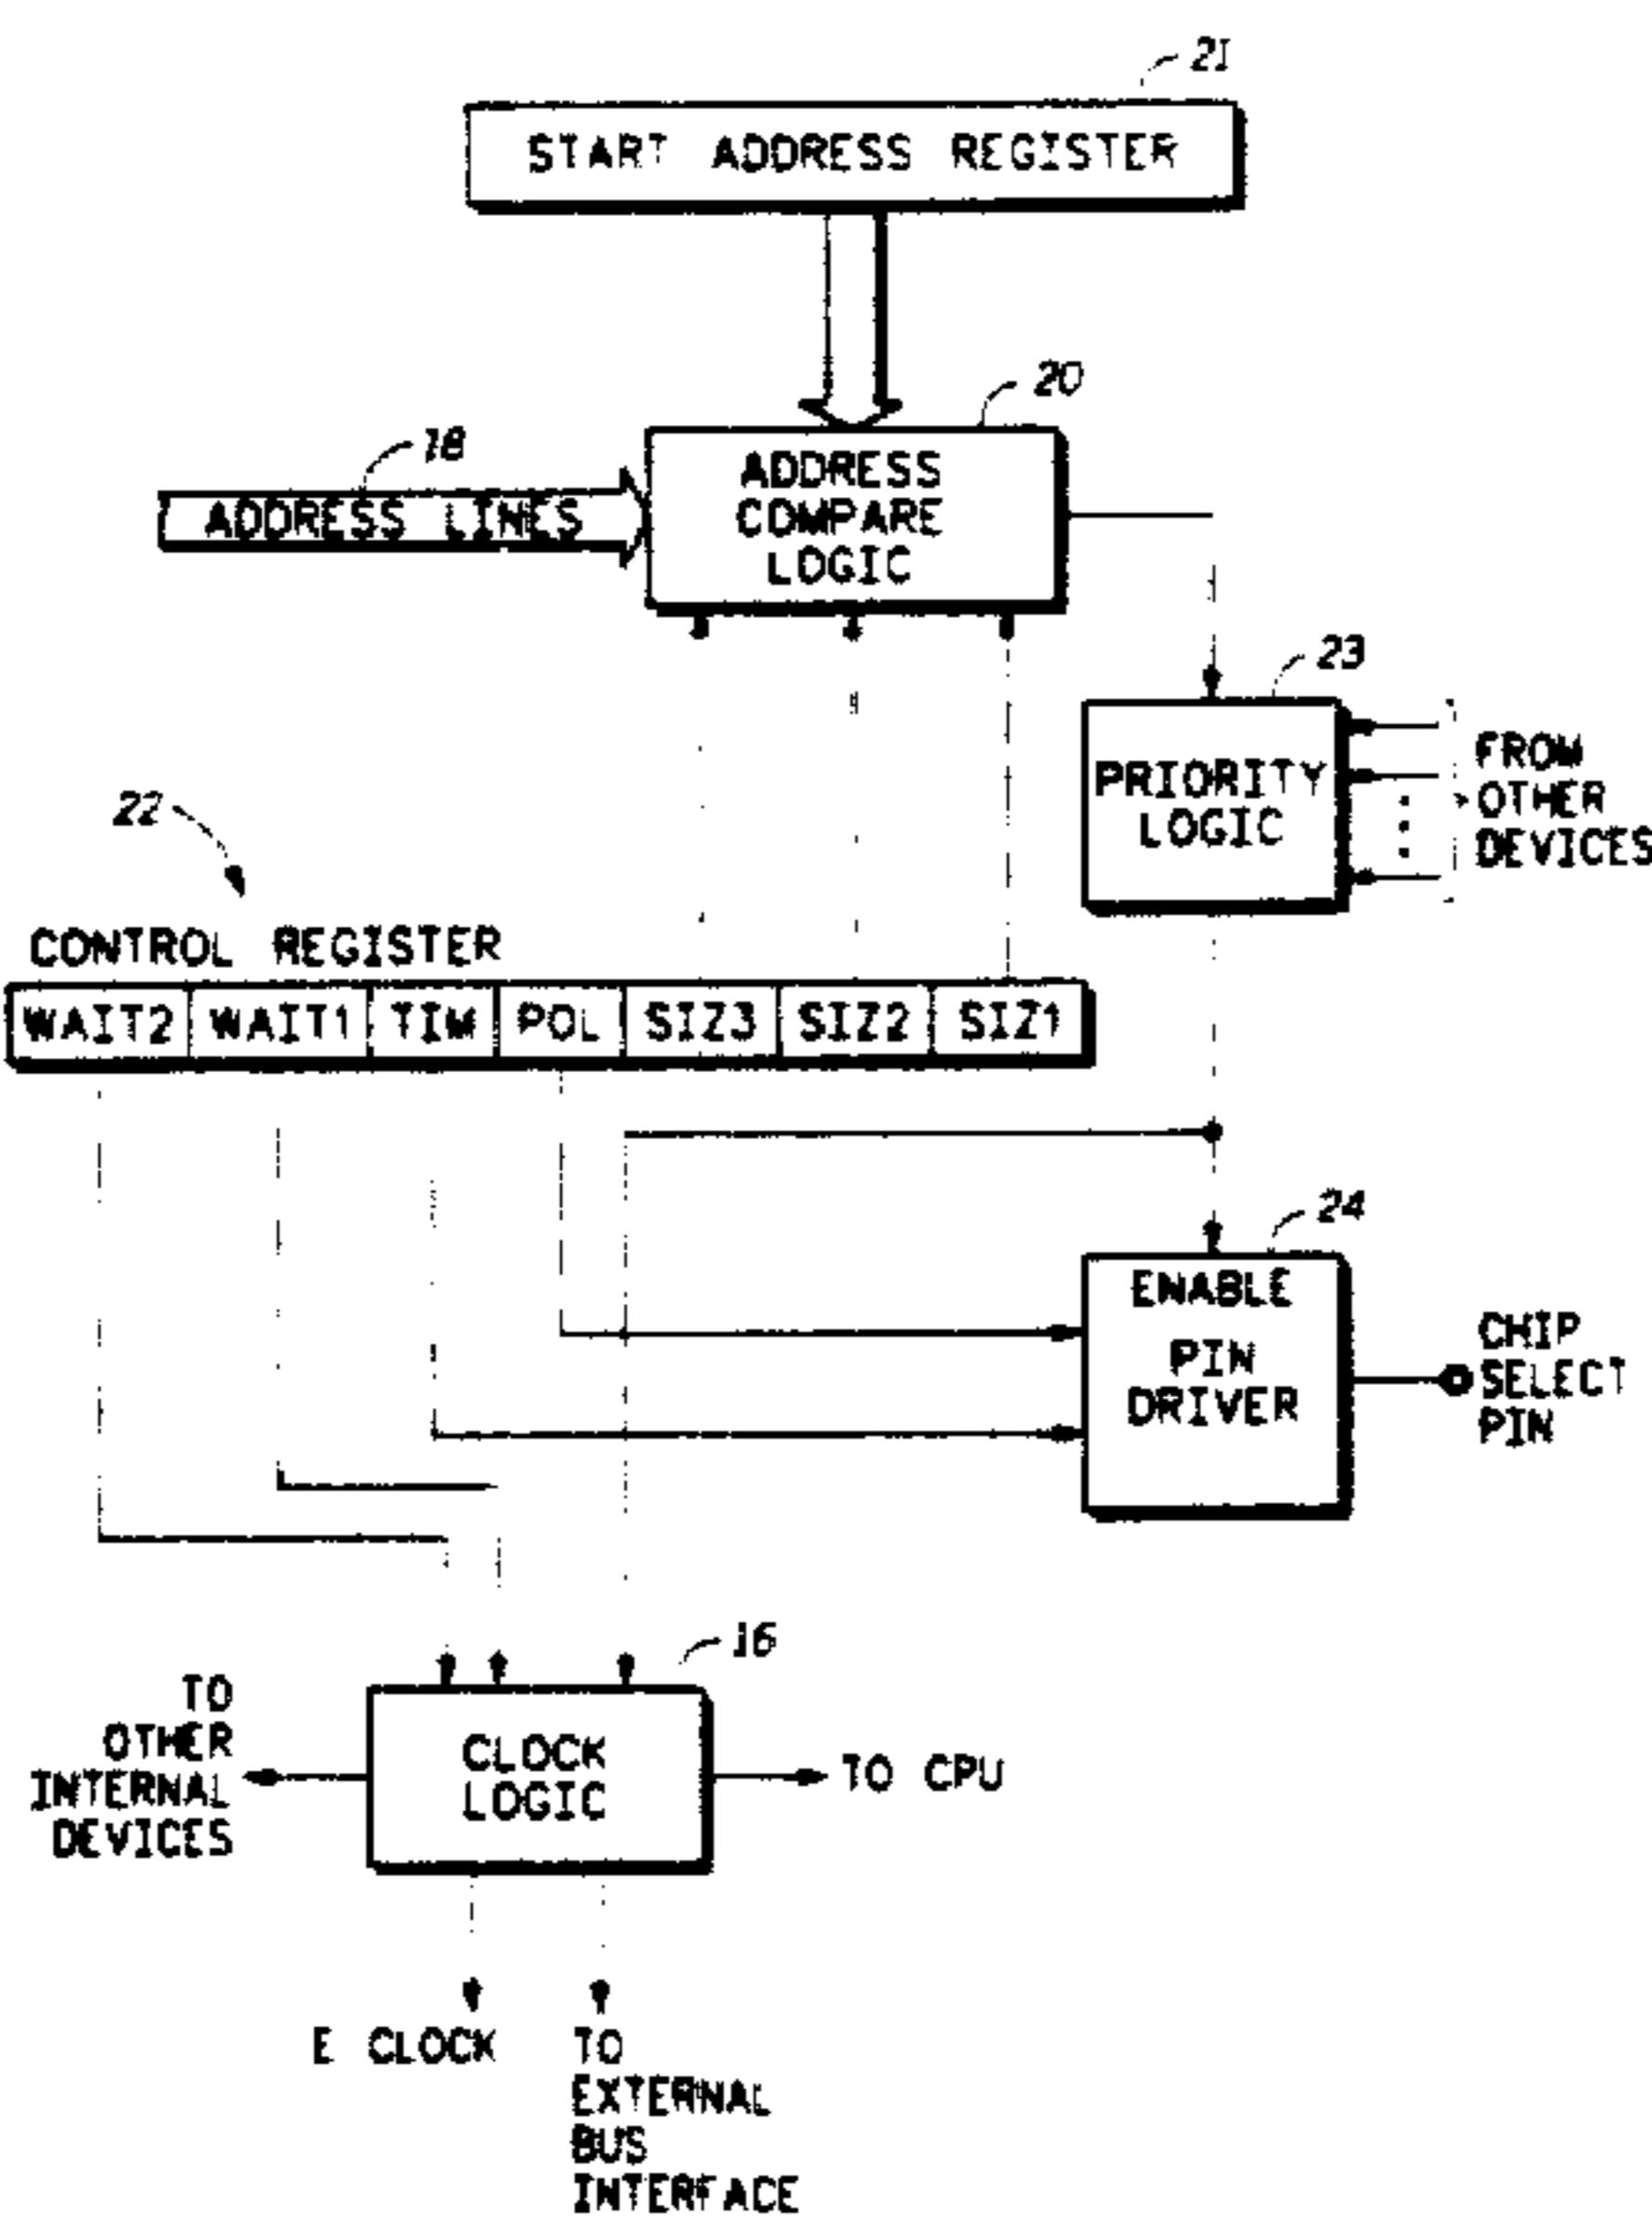 21
START ADDRESS REGISTER
20
18
ADDRESS LINES
ADDRESS
COMPARE
LOGIC
23
PRIORITY
LOGIC
FROM
OTHER
DEVICES
22
CONTROL REGISTER
WAIT2 WAIT1 TIM POL SIZ3 SIZ2 SIZ1
24
ENABLE
PIN
DRIVER
CHIP
SELECT
PIN
16
TO
OTHER
INTERNAL
DEVICES
CLOCK
LOGIC
TO CPU
E CLOCK
TO
EXTERNAL
BUS
INTERFACE